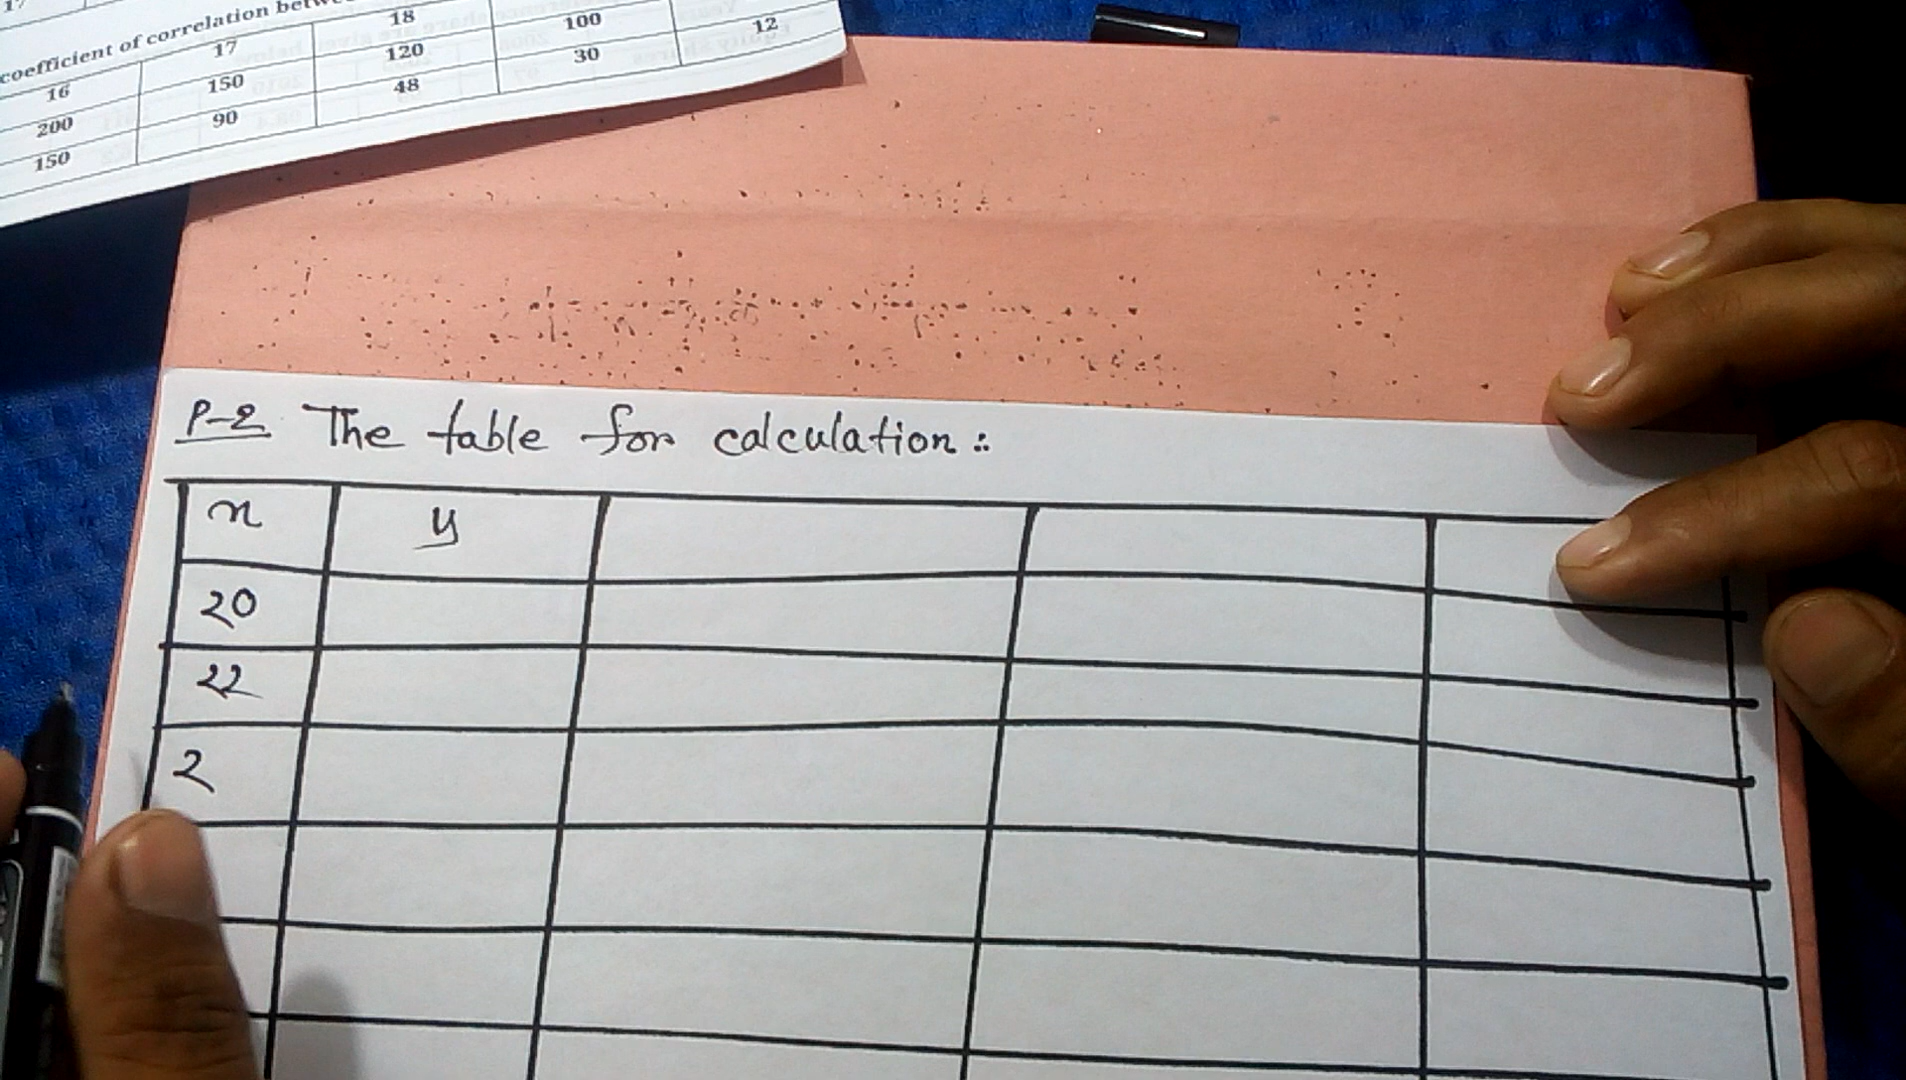 coefficient of correlation
16 17 18
200 150 120 100 12
150 90 48 30
P-2 The table for calculation :.
x y
20
22
2